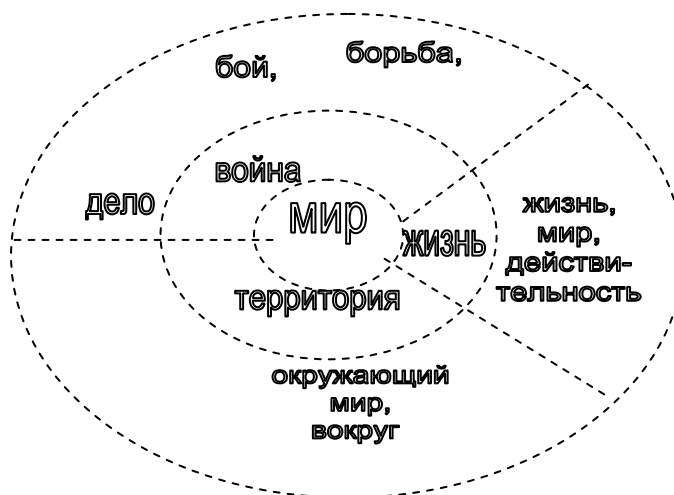 бой,
борьба,
война
дело
мир
жизнь
жизнь,
мир,
действи-
тельность
территория
окружающий
мир,
вокруг